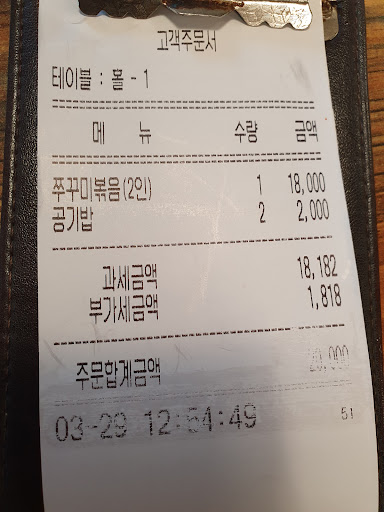 고객주문서
테이블 : 홀 - 1
메 뉴 수량 금액
쭈꾸미볶음(2인) 1 18,000
공기밥 2 2,000
과세금액 18,182
부가세금액 1,818
주문합계금액 20,000
03-29 12:54:49 51